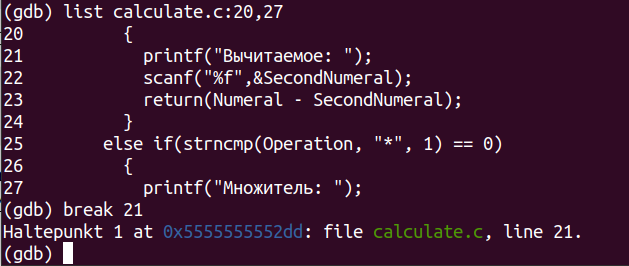 (gdb) list calculate.c:20,27
20          {
21            printf("Вычитаемое: ");
22            scanf("%f",&SecondNumeral);
23            return(Numeral - SecondNumeral);
24          }
25        else if(strncmp(Operation, "*", 1) == 0)
26          {
27            printf("Множитель: ");
(gdb) break 21
Haltepunkt 1 at 0x5555555552dd: file calculate.c, line 21.
(gdb)